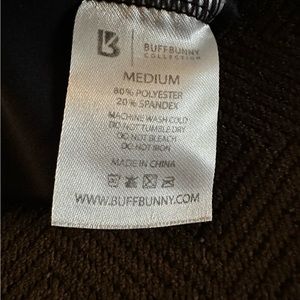 BUFFBUNNY
COLLECTION
MEDIUM
80% POLYESTER
20% SPANDEX
MACHINE WASH COLD
DO NOT TUMBLE DRY
DO NOT BLEACH
DO NOT IRON
MADE IN CHINA
WWW.BUFFBUNNY.COM